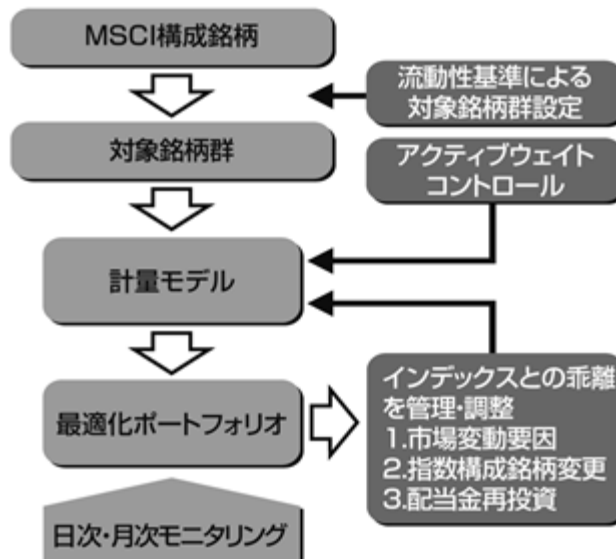 MSCI構成銘柄
流動性基準による
対象銘柄群設定
対象銘柄群
アクティブウェイト
コントロール
計量モデル
最適化ポートフォリオ
インデックスとの乖離
を管理・調整
1.市場変動要因
2.指数構成銘柄変更
3.配当金再投資
日次・月次モニタリング